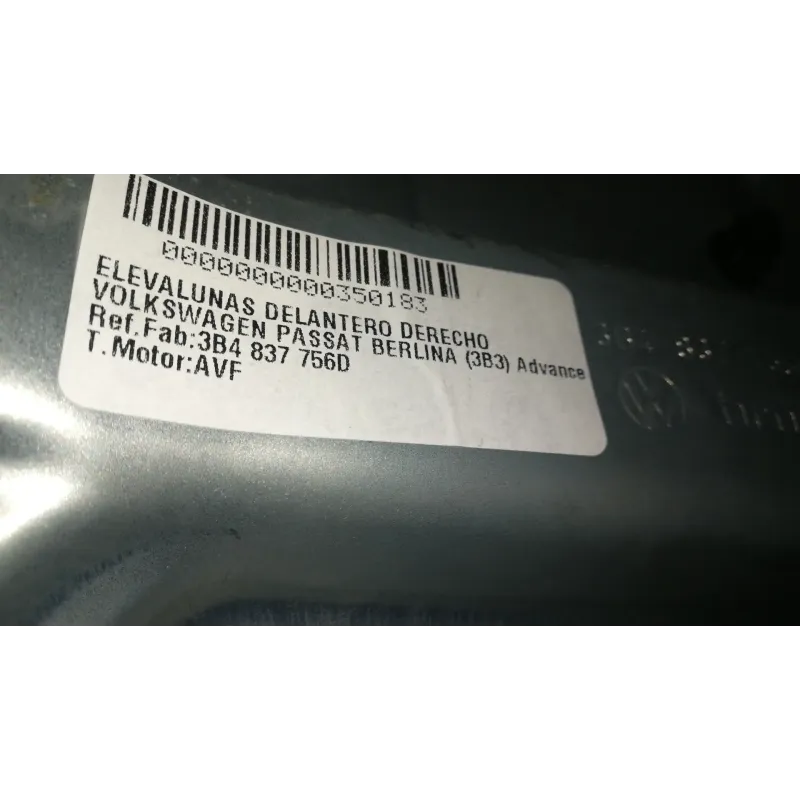 0000000000350183
ELEVALUNAS DELANTERO DERECHO
VOLKSWAGEN PASSAT BERLINA (3B3) Advance
Ref.Fab:3B4 837 756D
T.Motor:AVF